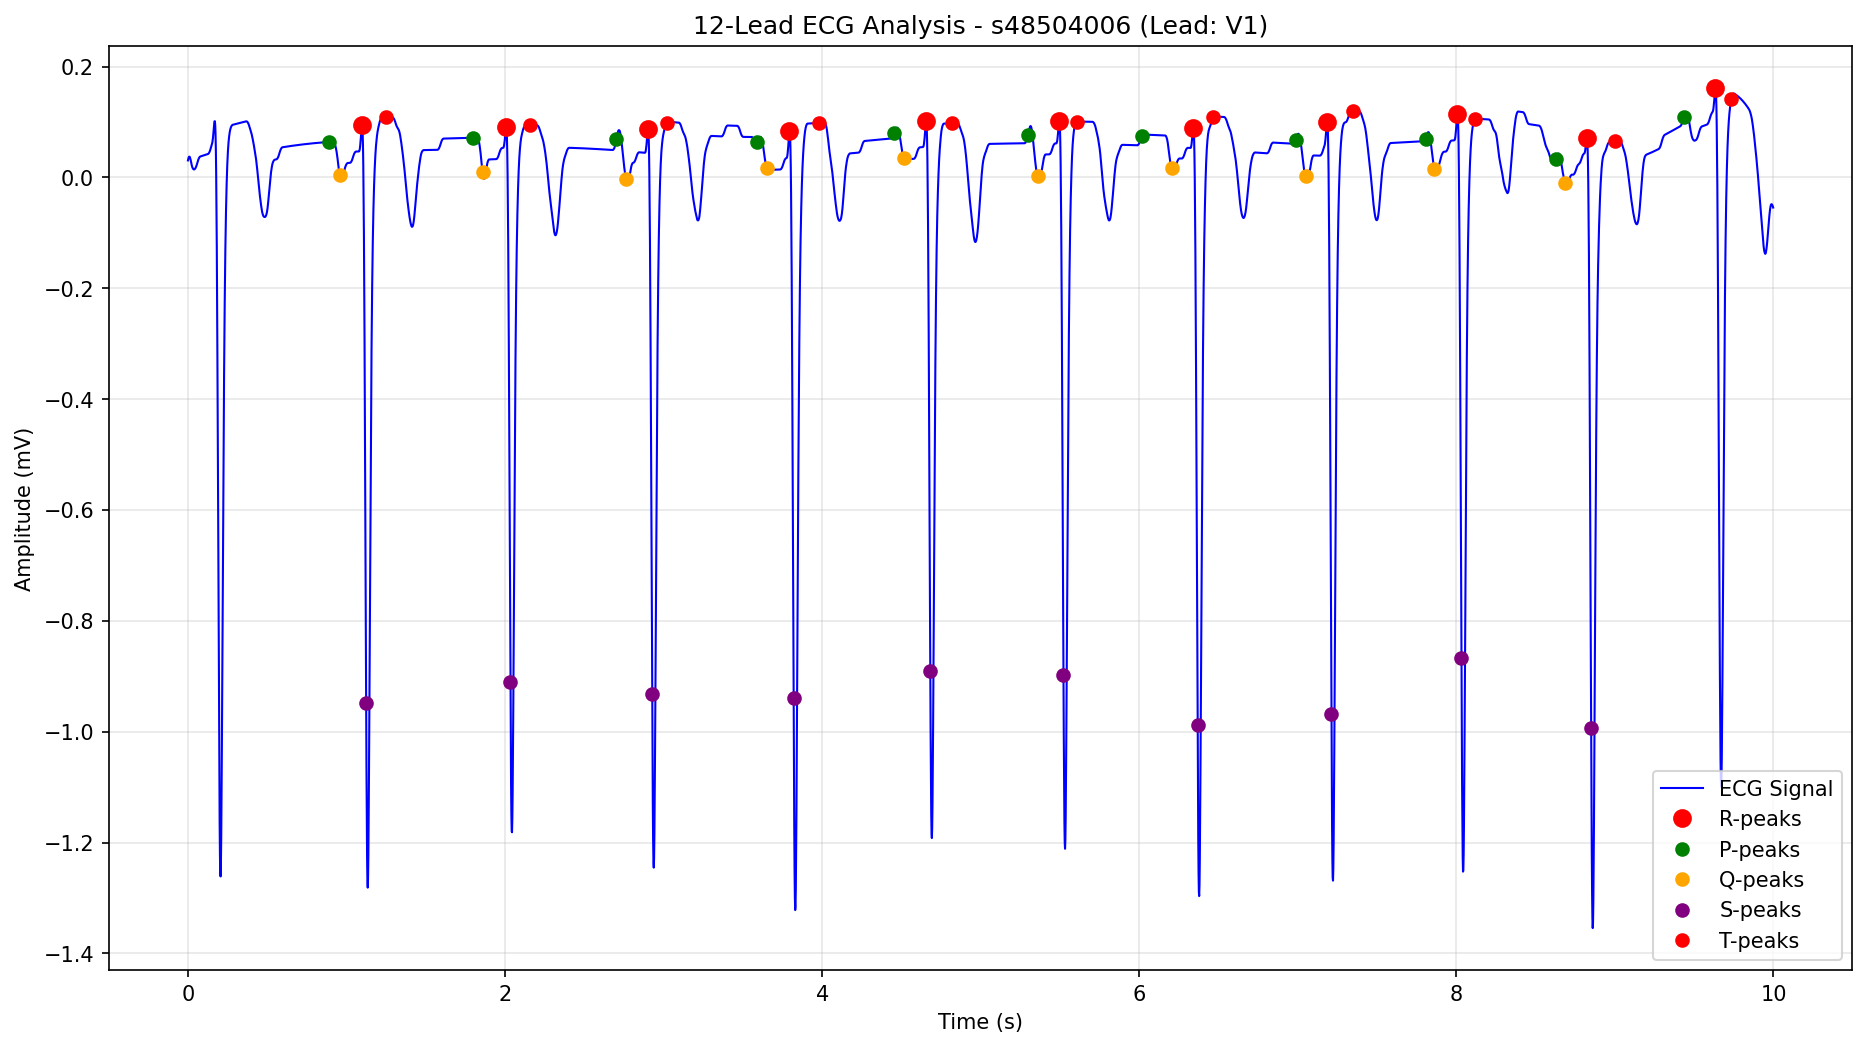 12-Lead ECG Analysis - s48504006 (Lead: V1)
Amplitude (mV)
0.2
0.0
−0.2
−0.4
−0.6
−0.8
−1.0
−1.2
−1.4
0 2 4 6 8 10
Time (s)
ECG Signal
R-peaks
P-peaks
Q-peaks
S-peaks
T-peaks